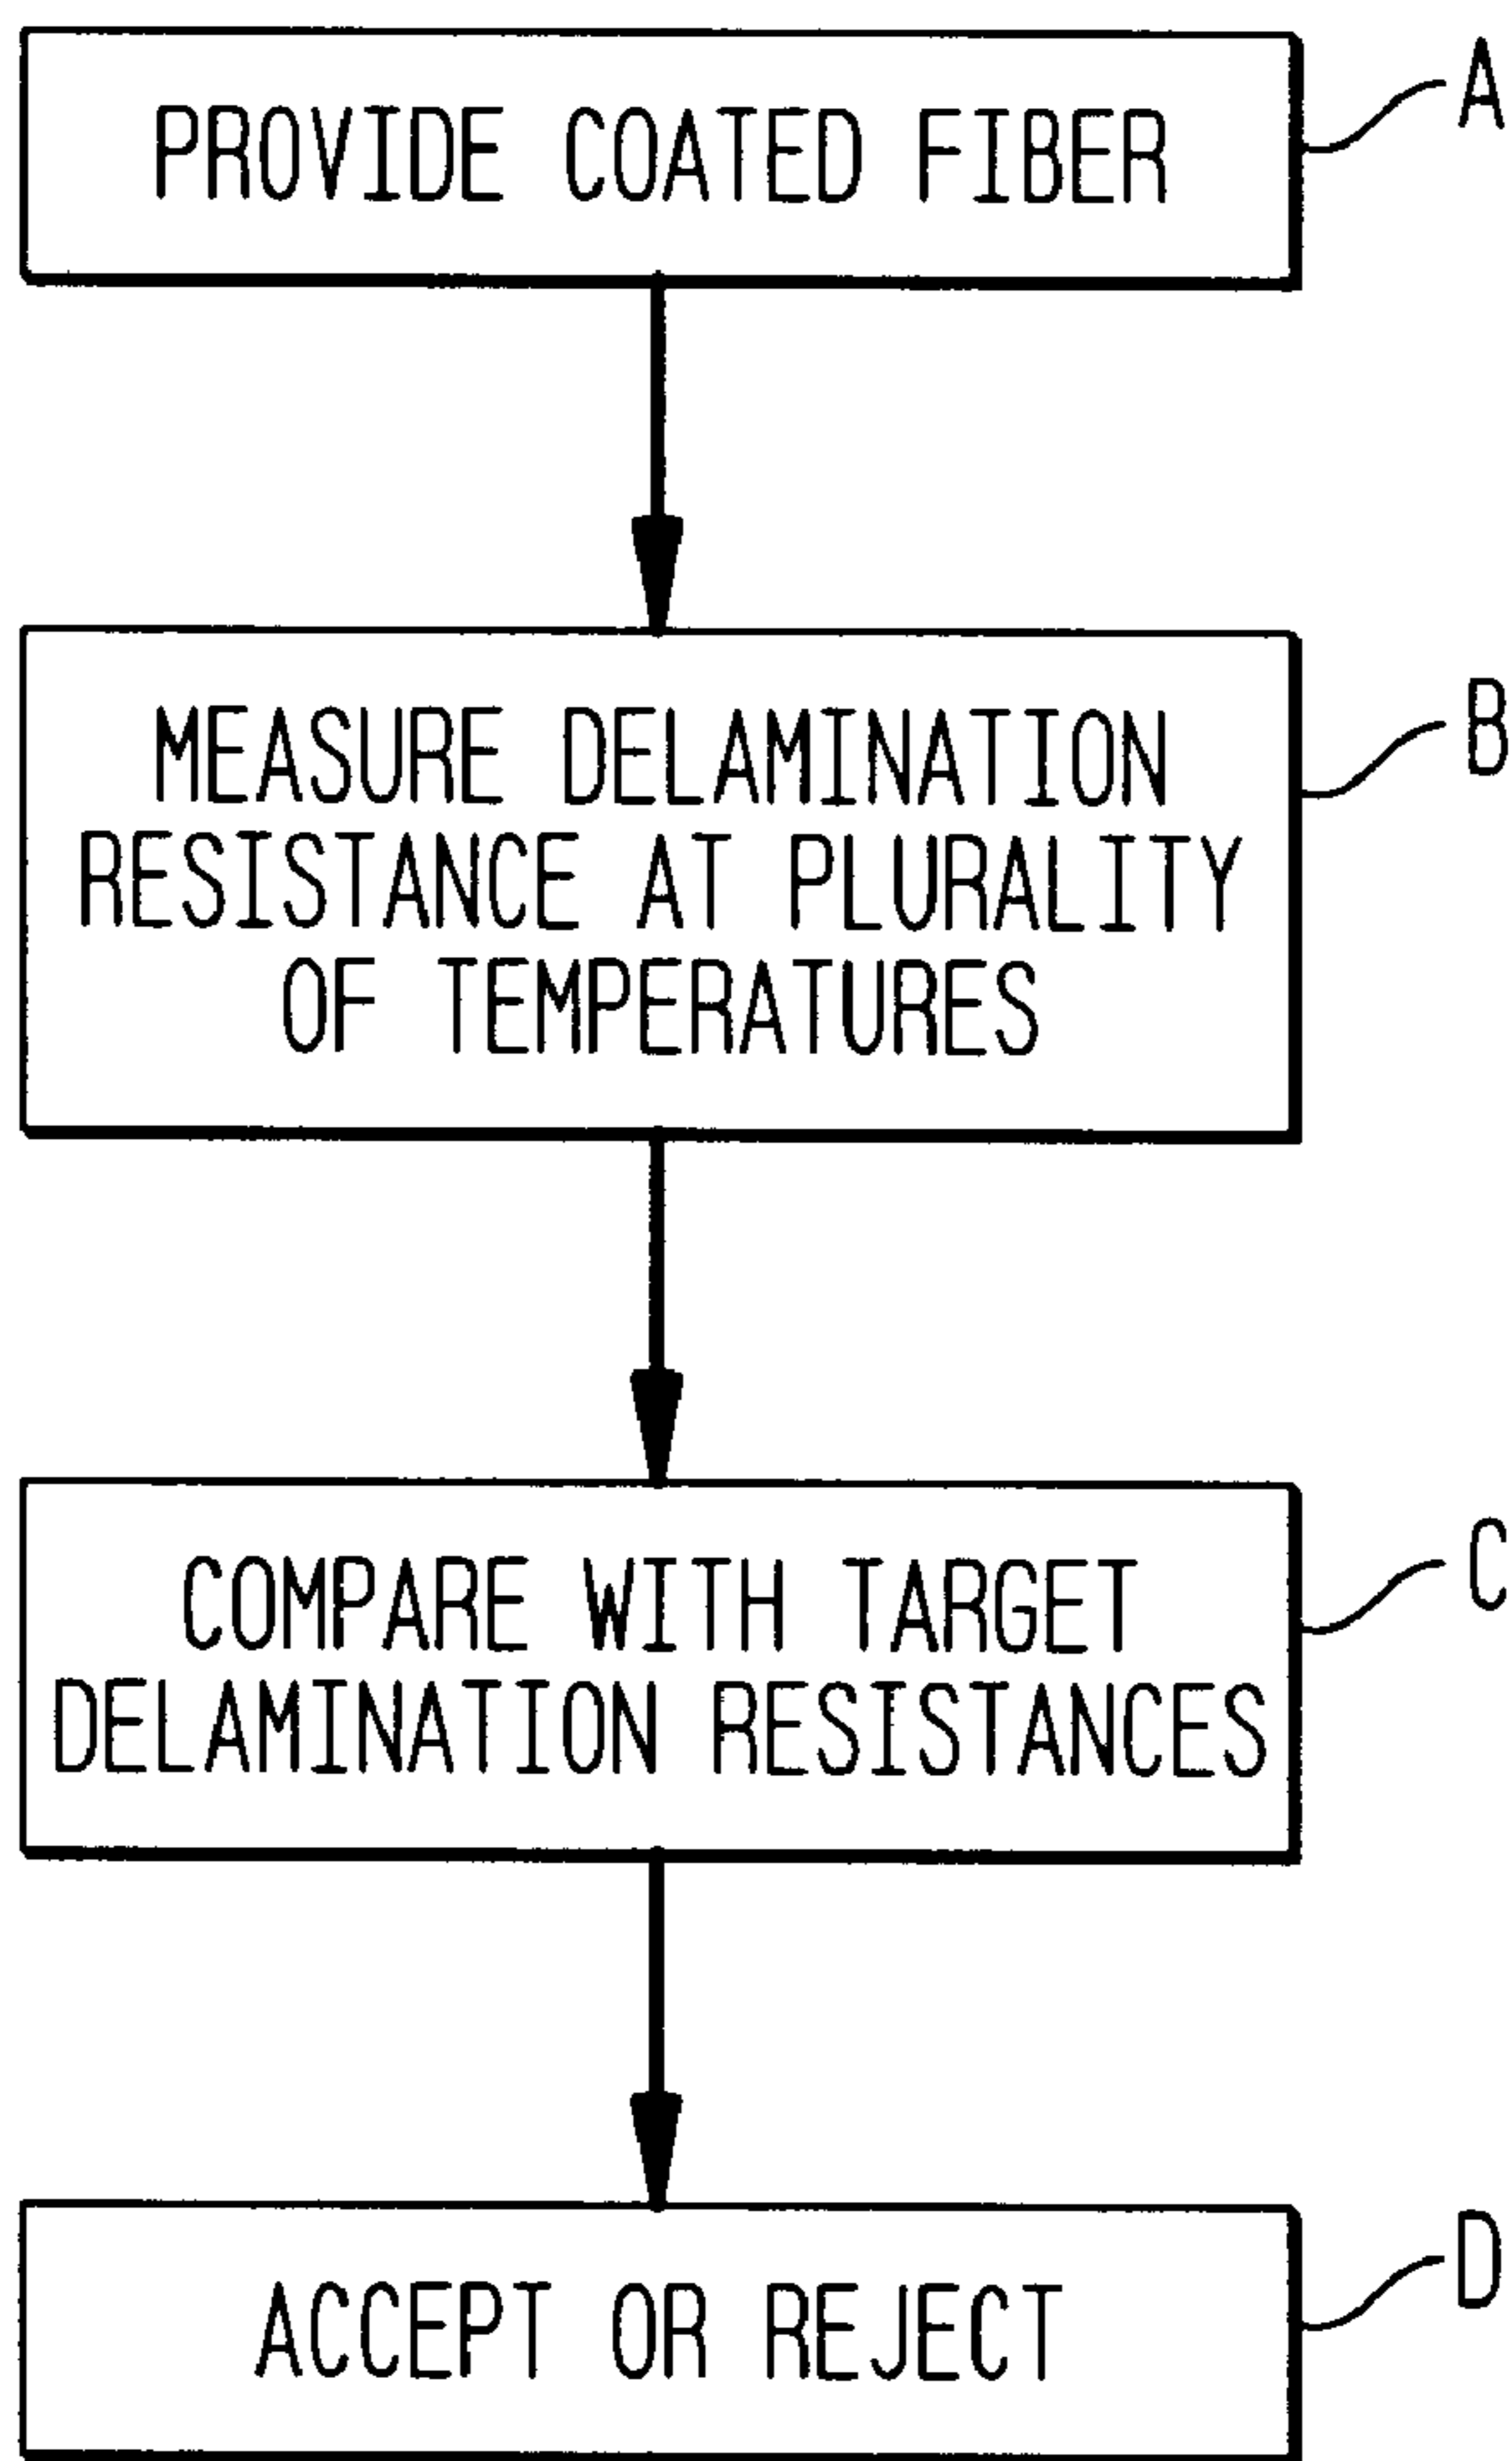 PROVIDE COATED FIBER
A
MEASURE DELAMINATION
RESISTANCE AT PLURALITY
OF TEMPERATURES
B
COMPARE WITH TARGET
DELAMINATION RESISTANCES
C
ACCEPT OR REJECT
D